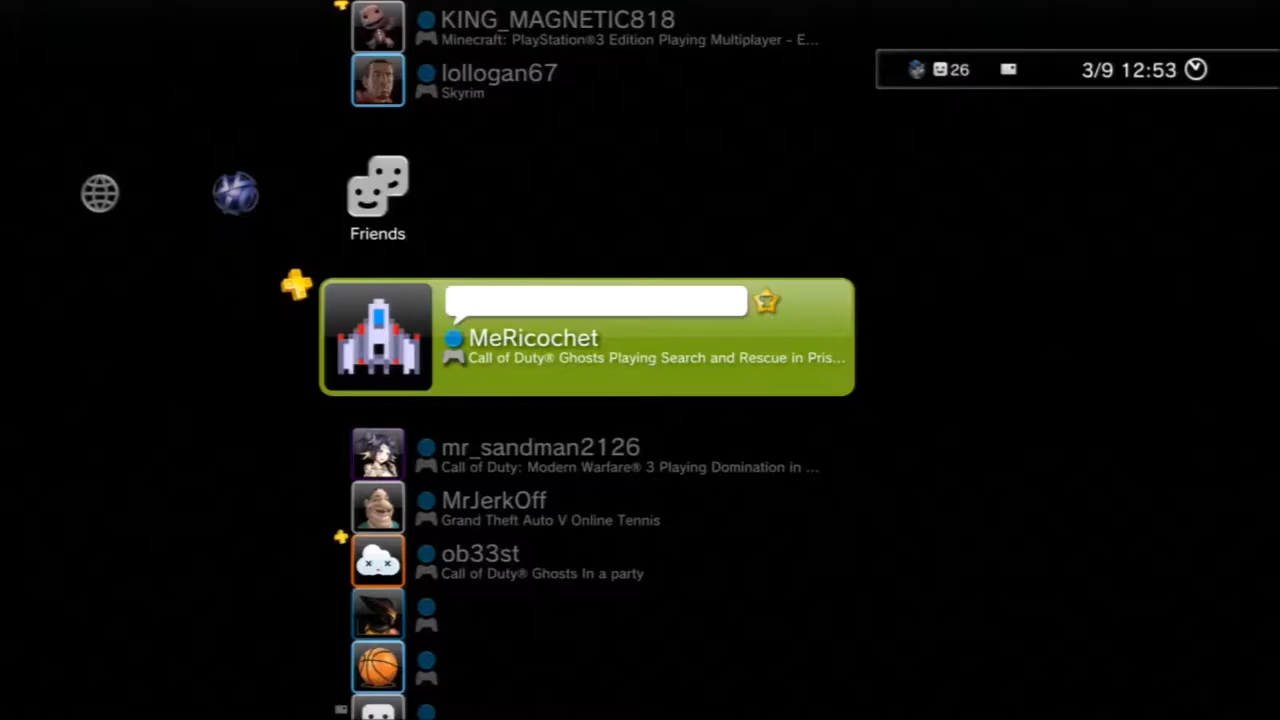 KING_MAGNETIC818
Minecraft: PlayStation®3 Edition Playing Multiplayer - E...
lollogan67
Skyrim
26
3/9 12:53
Friends
MeRicochet
Call of Duty® Ghosts Playing Search and Rescue in Pris...
mr_sandman2126
Call of Duty: Modern Warfare® 3 Playing Domination in ...
MrJerkOff
Grand Theft Auto V Online Tennis
ob33st
Call of Duty® Ghosts In a party